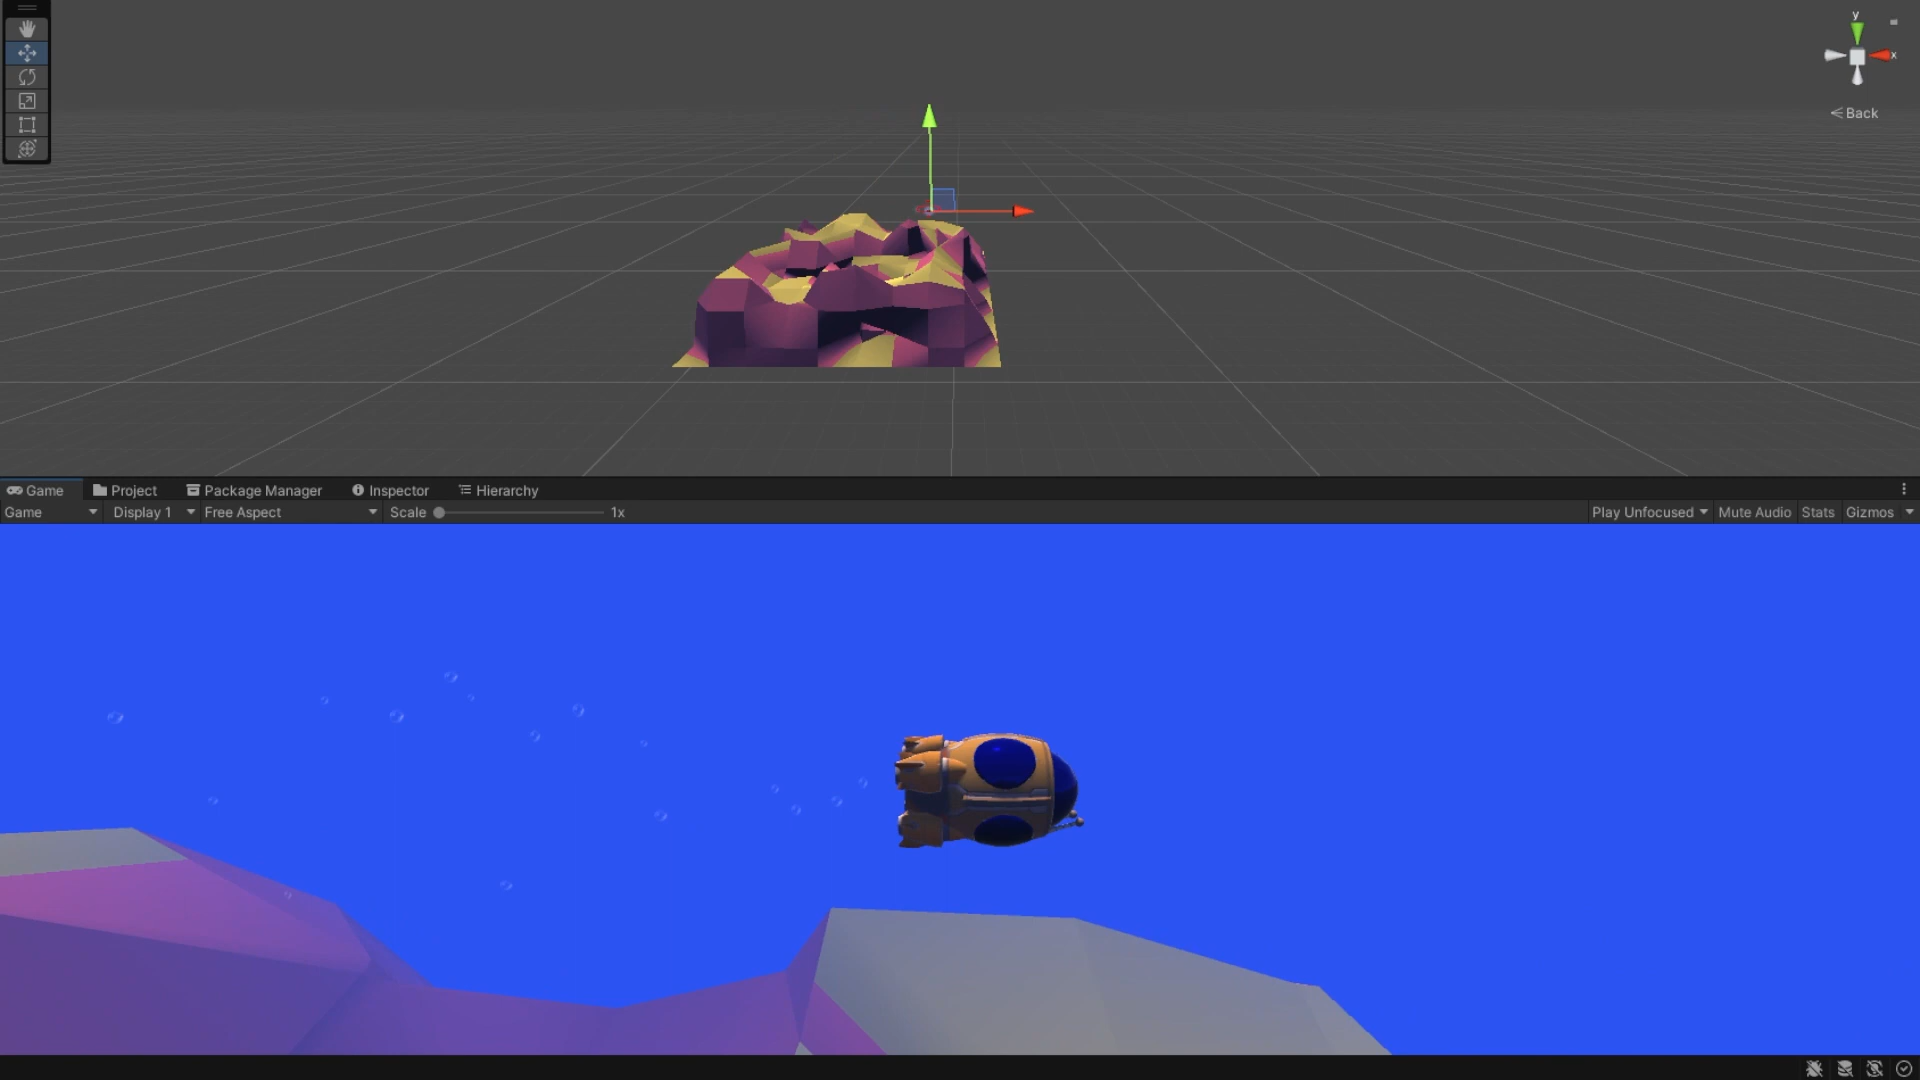 y
x
Back
Game Project Package Manager Inspector Hierarchy
Game Display 1 Free Aspect Scale 1x Play Unfocused Mute Audio Stats Gizmos